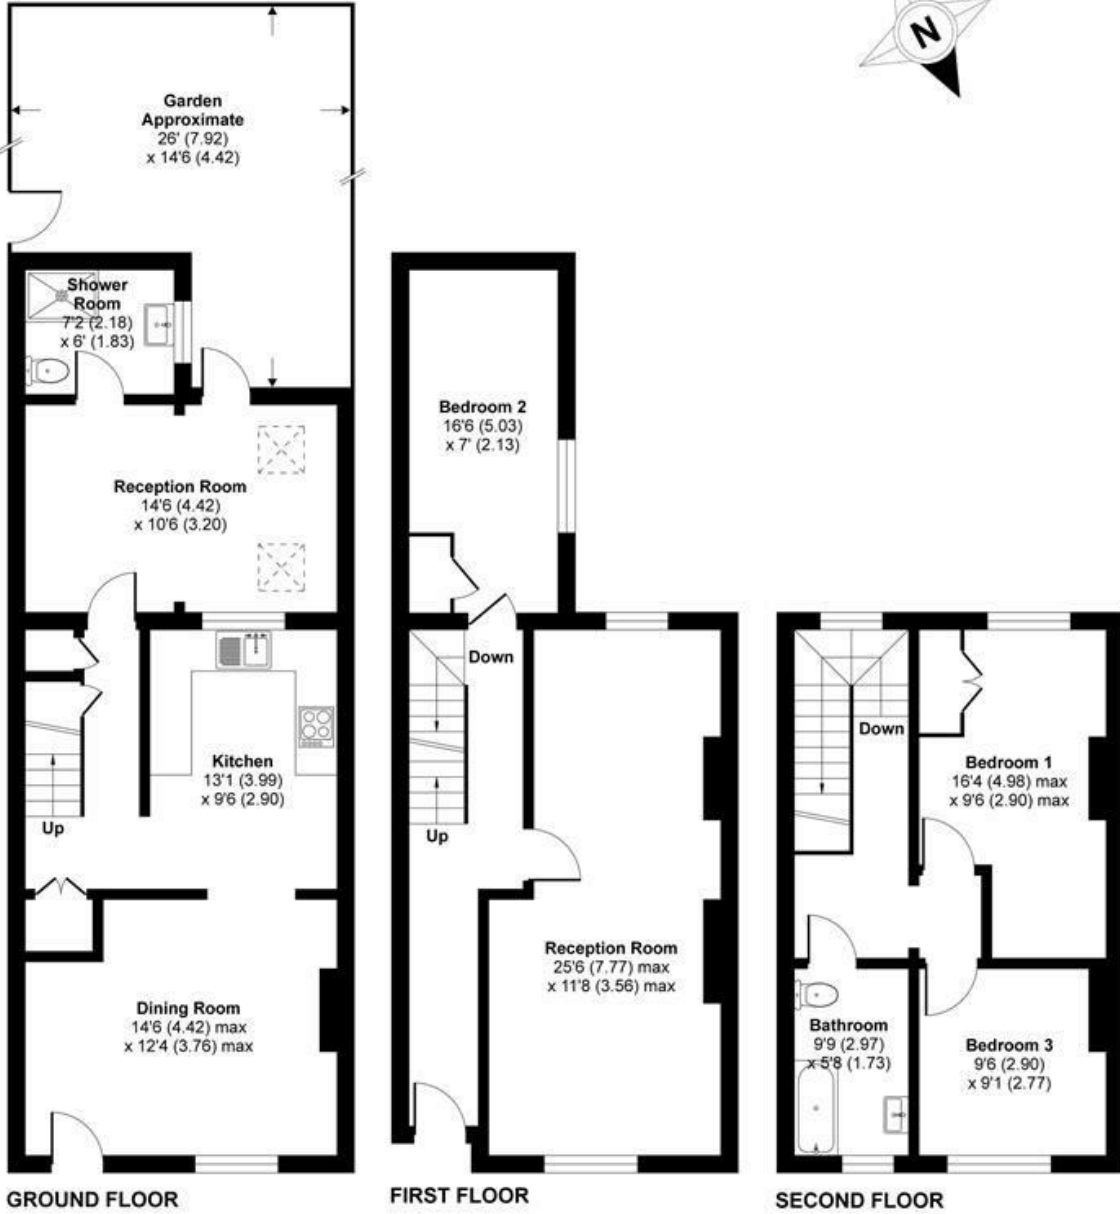 N
Garden
Approximate
26' (7.92)
x 14'6 (4.42)
Shower
Room
7'2 (2.18)
x 6' (1.83)
Reception Room
14'6 (4.42)
x 10'6 (3.20)
Kitchen
13'1 (3.99)
x 9'6 (2.90)
Up
Dining Room
14'6 (4.42) max
x 12'4 (3.76) max
GROUND FLOOR
Bedroom 2
16'6 (5.03)
x 7' (2.13)
Down
Up
Reception Room
25'6 (7.77) max
x 11'8 (3.56) max
FIRST FLOOR
Down
Bedroom 1
16'4 (4.98) max
x 9'6 (2.90) max
Bathroom
9'9 (2.97)
x 5'8 (1.73)
Bedroom 3
9'6 (2.90)
x 9'1 (2.77)
SECOND FLOOR